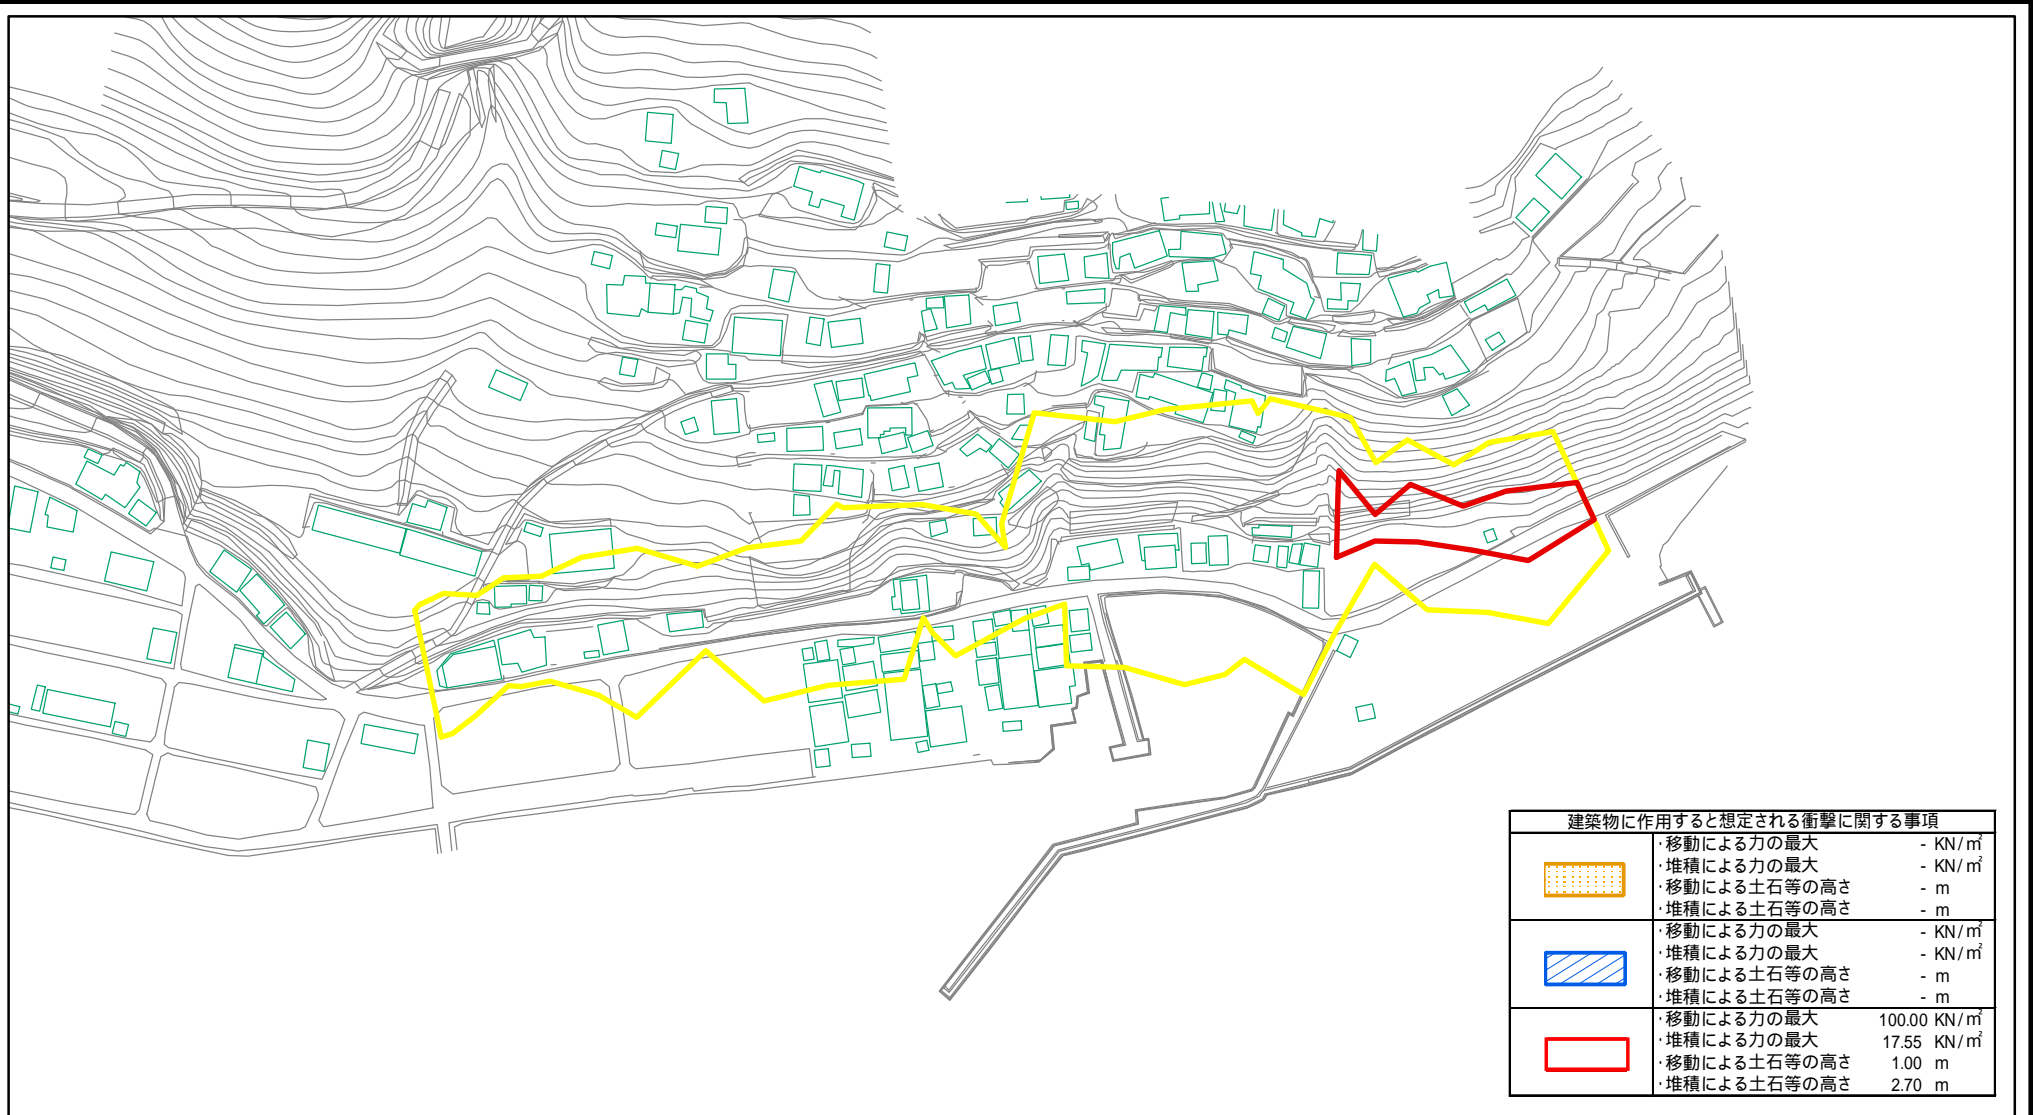 建築物に作用すると想定される衝撃に関する事項
・移動による力の最大 - KN/㎡
・堆積による力の最大 - KN/㎡
・移動による土石等の高さ - m
・堆積による土石等の高さ - m
・移動による力の最大 - KN/㎡
・堆積による力の最大 - KN/㎡
・移動による土石等の高さ - m
・堆積による土石等の高さ - m
・移動による力の最大 100.00 KN/㎡
・堆積による力の最大 17.55 KN/㎡
・移動による土石等の高さ 1.00 m
・堆積による土石等の高さ 2.70 m